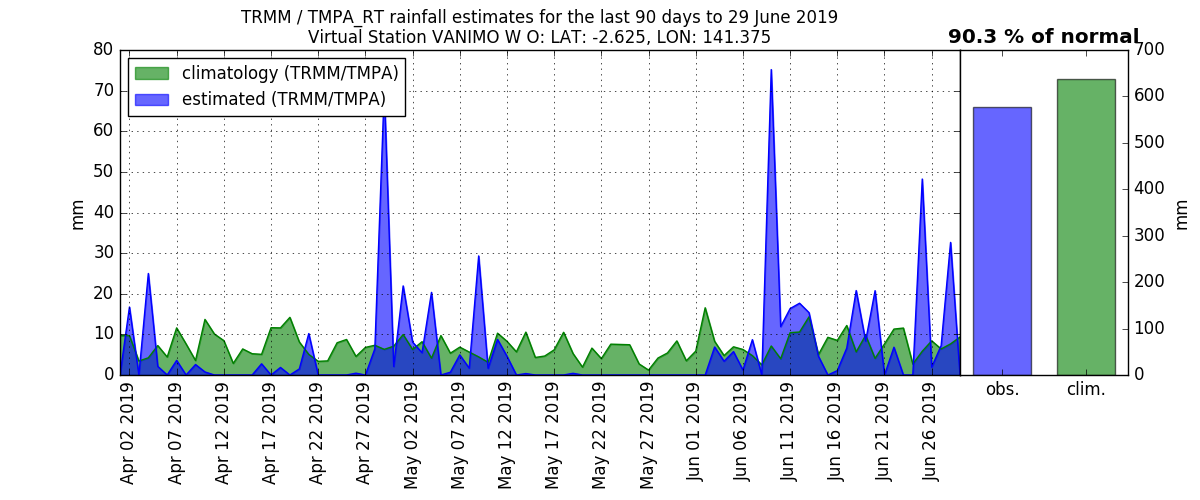 TRMM / TMPA_RT rainfall estimates for the last 90 days to 29 June 2019
Virtual Station VANIMO W O: LAT: -2.625, LON: 141.375
90.3 % of normal
climatology (TRMM/TMPA)
estimated (TRMM/TMPA)
80
70
60
50
40
30
20
10
0
mm
700
600
500
400
300
200
100
0
mm
Apr 02 2019
Apr 07 2019
Apr 12 2019
Apr 17 2019
Apr 22 2019
Apr 27 2019
May 02 2019
May 07 2019
May 12 2019
May 17 2019
May 22 2019
May 27 2019
Jun 01 2019
Jun 06 2019
Jun 11 2019
Jun 16 2019
Jun 21 2019
Jun 26 2019
obs.
clim.